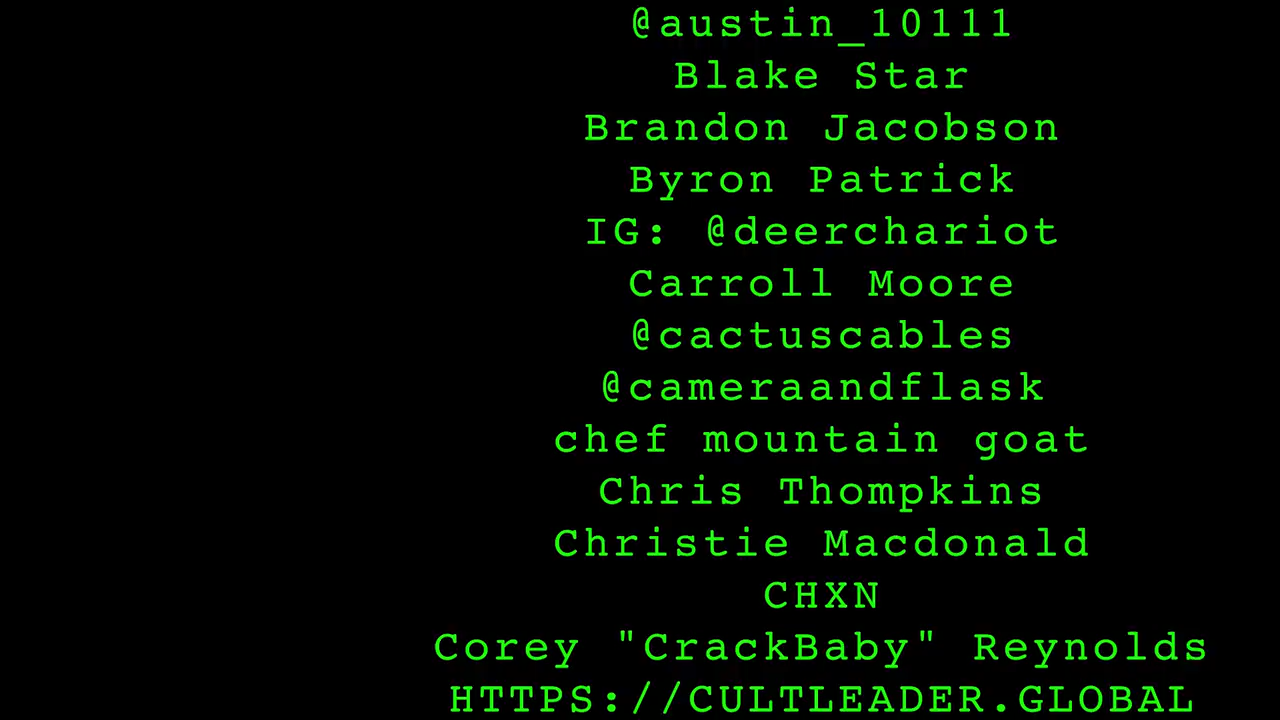 @austin_10111
Blake Star
Brandon Jacobson
Byron Patrick
IG: @deerchariot
Carroll Moore
@cactuscables
@cameraandflask
chef mountain goat
Chris Thompkins
Christie Macdonald
CHXN
Corey "CrackBaby" Reynolds
HTTPS://CULTLEADER.GLOBAL